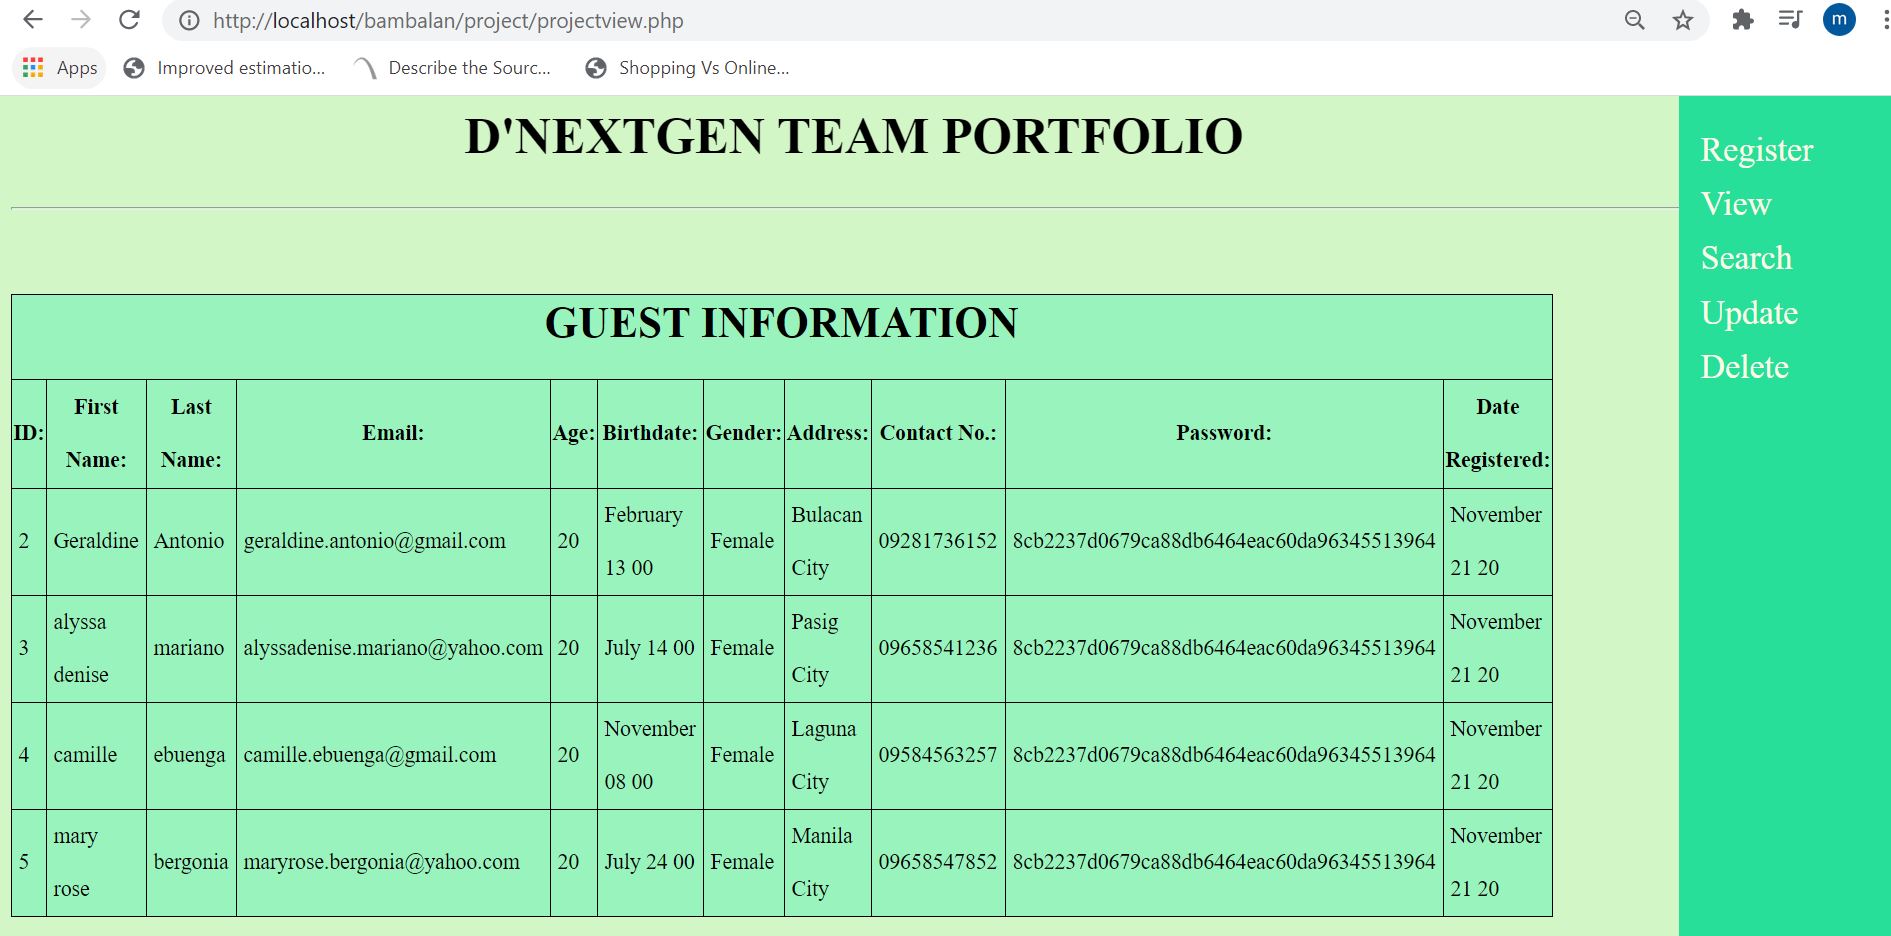 http://localhost/bambalan/project/projectview.php
m
Apps
Improved estimatio...
Describe the Sourc...
Shopping Vs Online...
D'NEXTGEN TEAM PORTFOLIO
Register
View
Search
Update
Delete
GUEST INFORMATION
ID: First Name: Last Name: Email: Age: Birthdate: Gender: Address: Contact No.: Password: Date Registered:
2 Geraldine Antonio geraldine.antonio@gmail.com 20 February 13 00 Female Bulacan City 09281736152 8cb2237d0679ca88db6464eac60da96345513964 November 21 20
3 alyssa denise mariano alyssadenise.mariano@yahoo.com 20 July 14 00 Female Pasig City 09658541236 8cb2237d0679ca88db6464eac60da96345513964 November 21 20
4 camille ebuenga camille.ebuenga@gmail.com 20 November 08 00 Female Laguna City 09584563257 8cb2237d0679ca88db6464eac60da96345513964 November 21 20
5 mary rose bergonia maryrose.bergonia@yahoo.com 20 July 24 00 Female Manila City 09658547852 8cb2237d0679ca88db6464eac60da96345513964 November 21 20